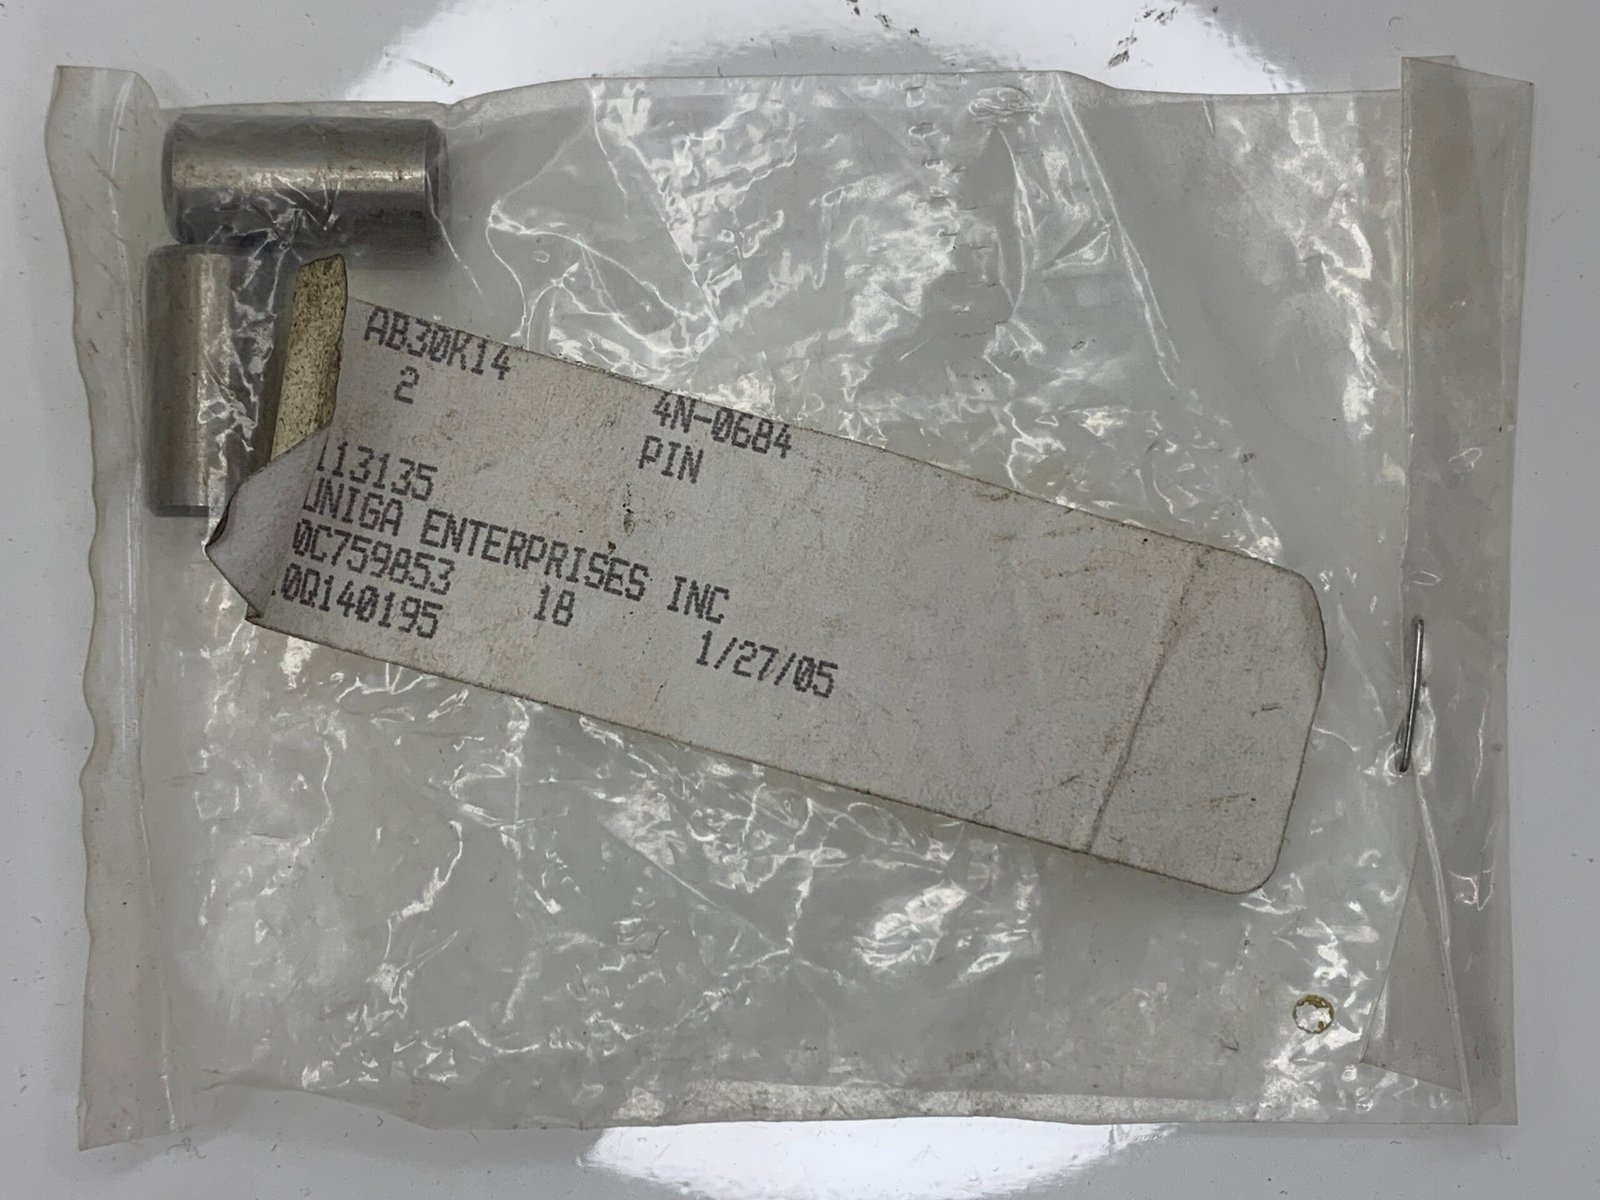 AB30K14
2 4N-0684
PIN
113135
UNIGA ENTERPRISES INC
0C759853 18
0Q140195 1/27/05